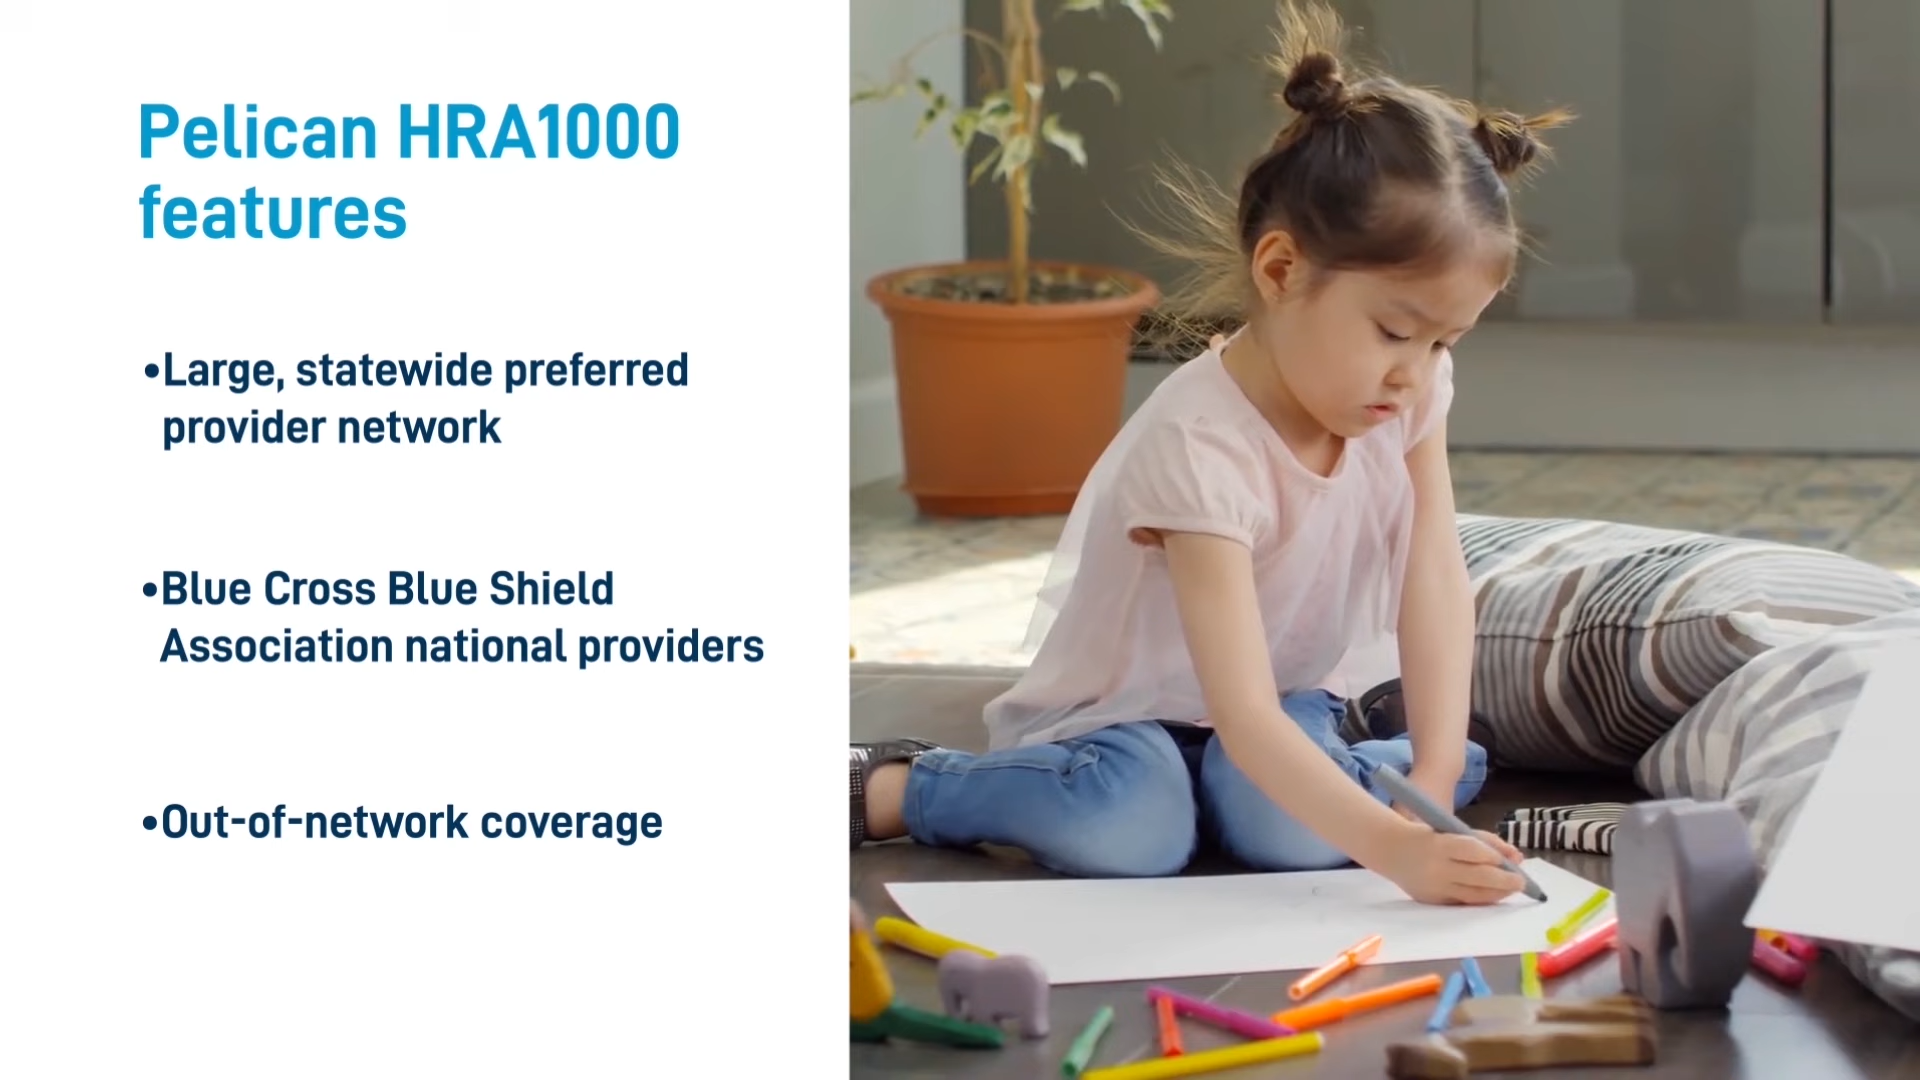 Pelican HRA1000
features
•Large, statewide preferred
provider network
•Blue Cross Blue Shield
Association national providers
•Out-of-network coverage